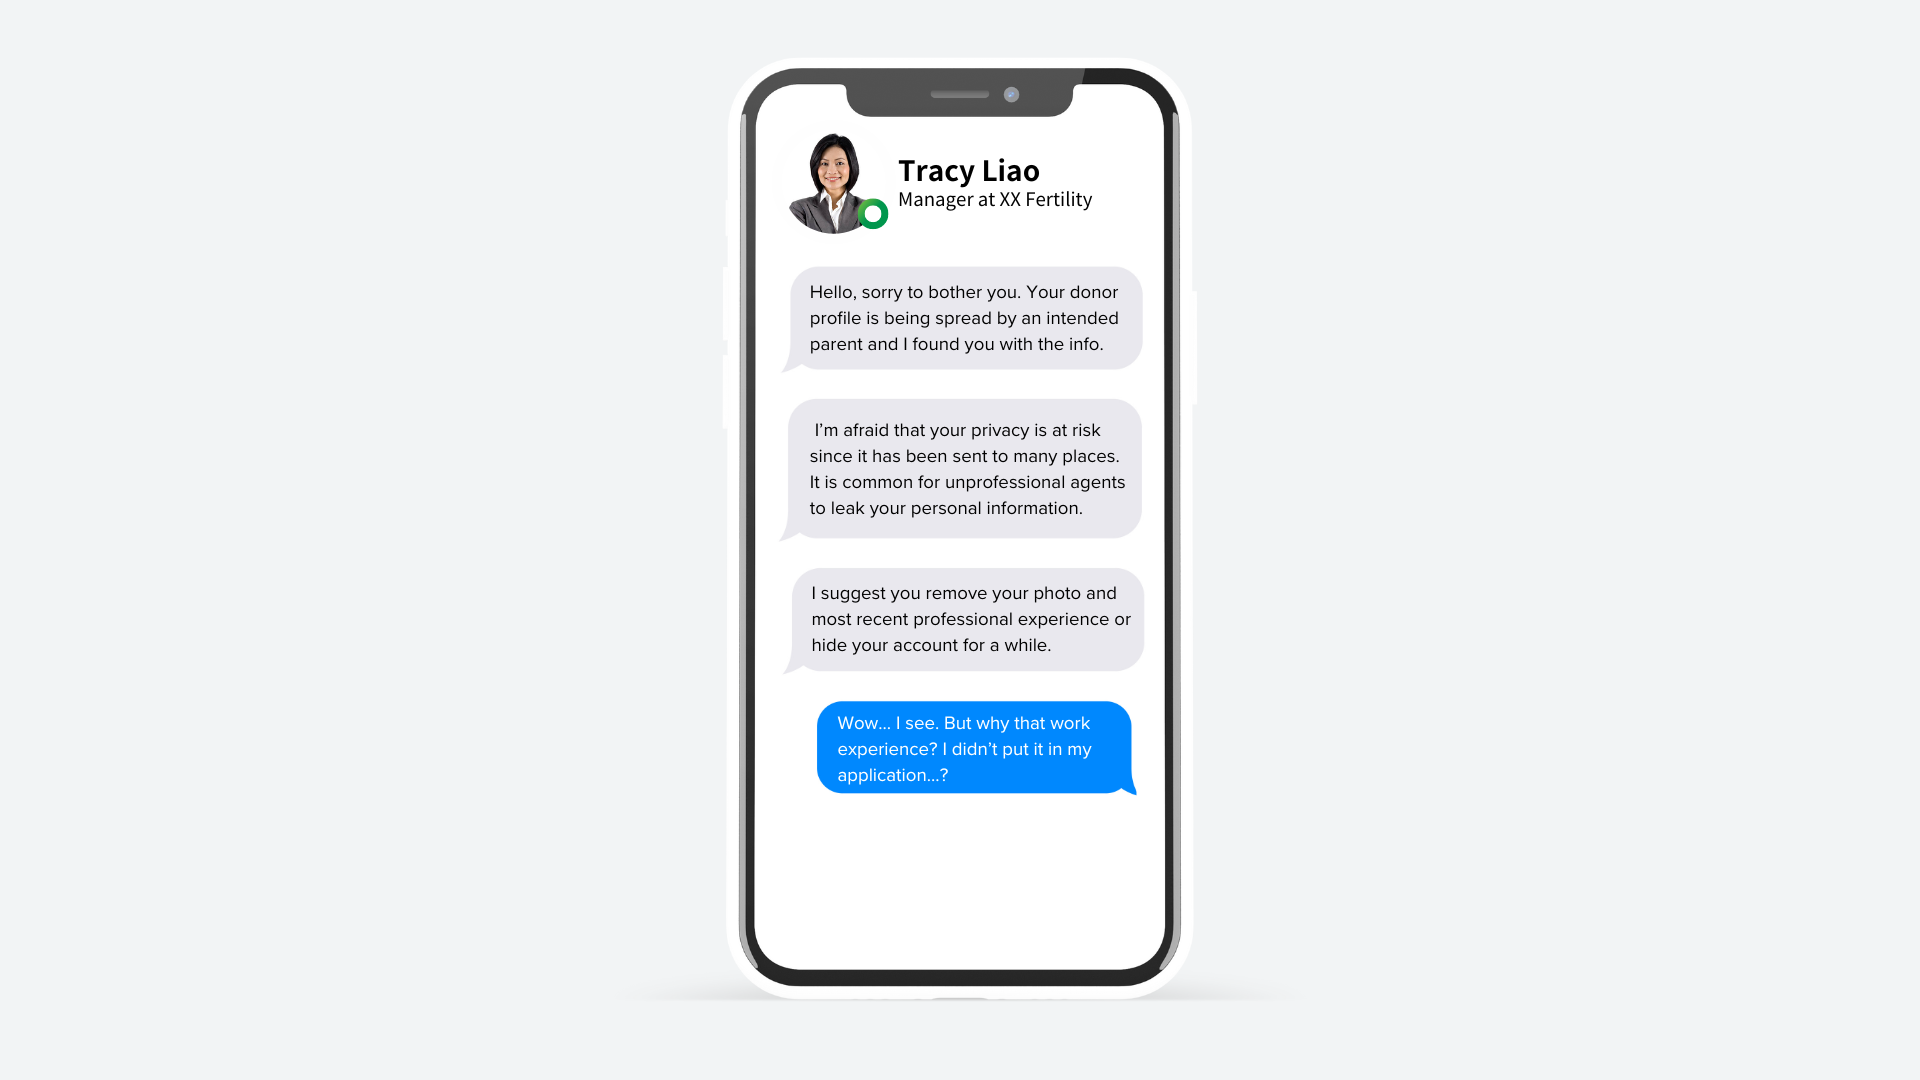 Tracy Liao
Manager at XX Fertility
Hello, sorry to bother you. Your donor
profile is being spread by an intended
parent and I found you with the info.
I’m afraid that your privacy is at risk
since it has been sent to many places.
It is common for unprofessional agents
to leak your personal information.
I suggest you remove your photo and
most recent professional experience or
hide your account for a while.
Wow... I see. But why that work
experience? I didn’t put it in my
application...?